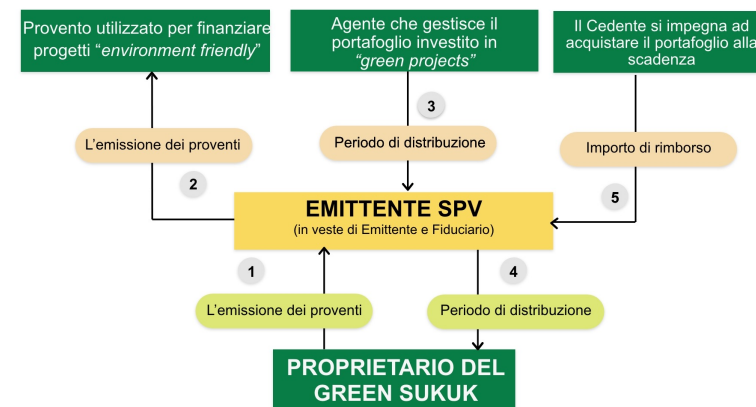 Provento utilizzato per finanziare
progetti “environment friendly”
Agente che gestisce il
portafoglio investito in
“green projects”
Il Cedente si impegna ad
acquistare il portafoglio alla
scadenza
3
L’emissione dei proventi
Periodo di distribuzione
Importo di rimborso
2
5
EMITTENTE SPV
(in veste di Emittente e Fiduciario)
1
4
L’emissione dei proventi
Periodo di distribuzione
PROPRIETARIO DEL
GREEN SUKUK